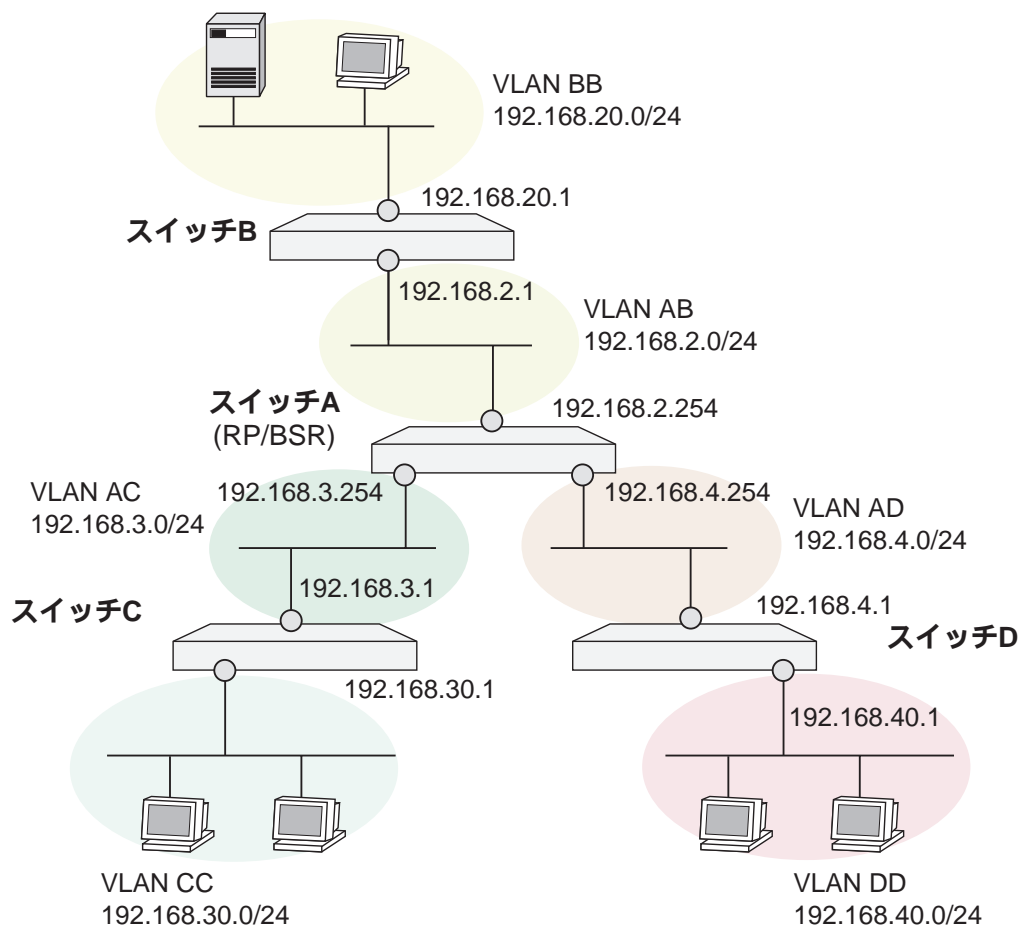 VLAN BB
192.168.20.0/24
192.168.20.1
スイッチB
192.168.2.1
VLAN AB
192.168.2.0/24
スイッチA
(RP/BSR)
192.168.2.254
VLAN AC
192.168.3.0/24
192.168.3.254
192.168.4.254
VLAN AD
192.168.4.0/24
192.168.3.1
192.168.4.1
スイッチC
スイッチD
192.168.30.1
192.168.40.1
VLAN CC
192.168.30.0/24
VLAN DD
192.168.40.0/24